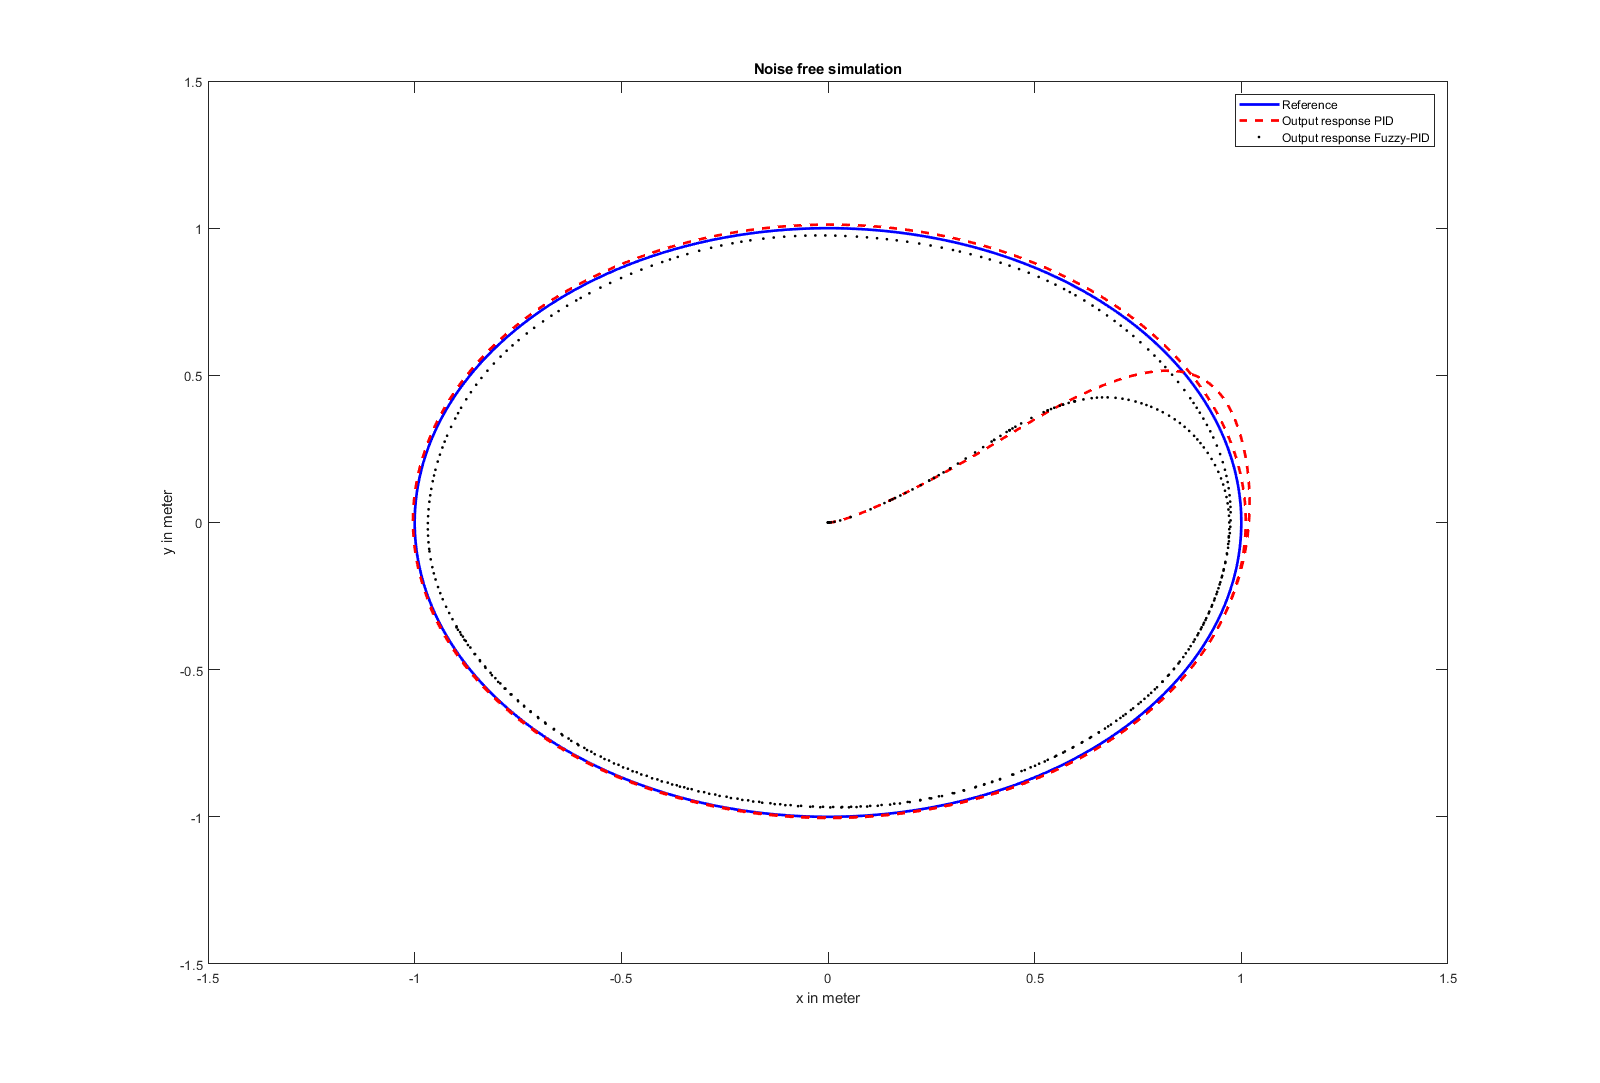 Noise free simulation
Reference
Output response PID
Output response Fuzzy-PID
1.5
1
0.5
0
-0.5
-1
-1.5
y in meter
-1.5
-1
-0.5
0
0.5
1
1.5
x in meter